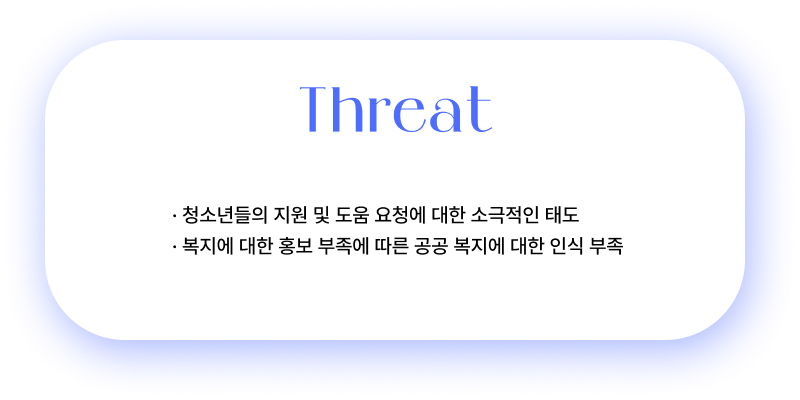 Threat
· 청소년들의 지원 및 도움 요청에 대한 소극적인 태도
· 복지에 대한 홍보 부족에 따른 공공 복지에 대한 인식 부족